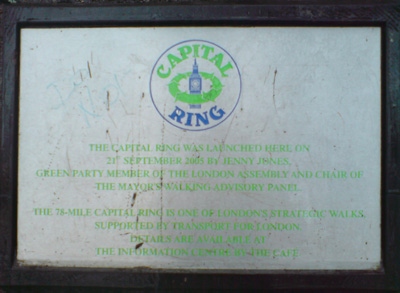 CAPITAL
RING
THE CAPITAL RING WAS LAUNCHED HERE ON
21ST SEPTEMBER 2005 BY JENNY JONES,
GREEN PARTY MEMBER OF THE LONDON ASSEMBLY AND CHAIR OF
THE MAYOR'S WALKING ADVISORY PANEL.
THE 78-MILE CAPITAL RING IS ONE OF LONDON'S STRATEGIC WALKS
SUPPORTED BY TRANSPORT FOR LONDON.
DETAILS ARE AVAILABLE AT
THE INFORMATION CENTRE BY THE CAFE